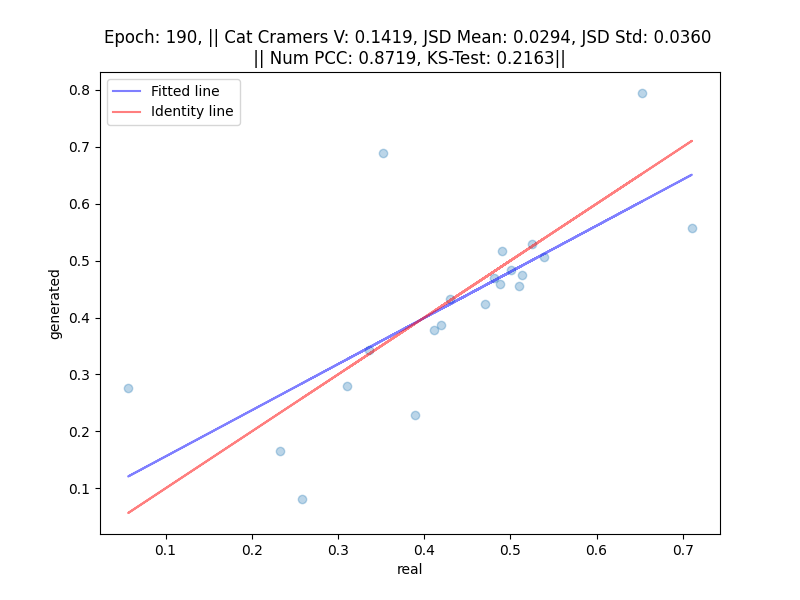 Epoch: 190, || Cat Cramers V: 0.1419, JSD Mean: 0.0294, JSD Std: 0.0360
|| Num PCC: 0.8719, KS-Test: 0.2163||
Fitted line
Identity line
0.8
0.7
0.6
0.5
0.4
0.3
0.2
0.1
generated
0.1 0.2 0.3 0.4 0.5 0.6 0.7
real